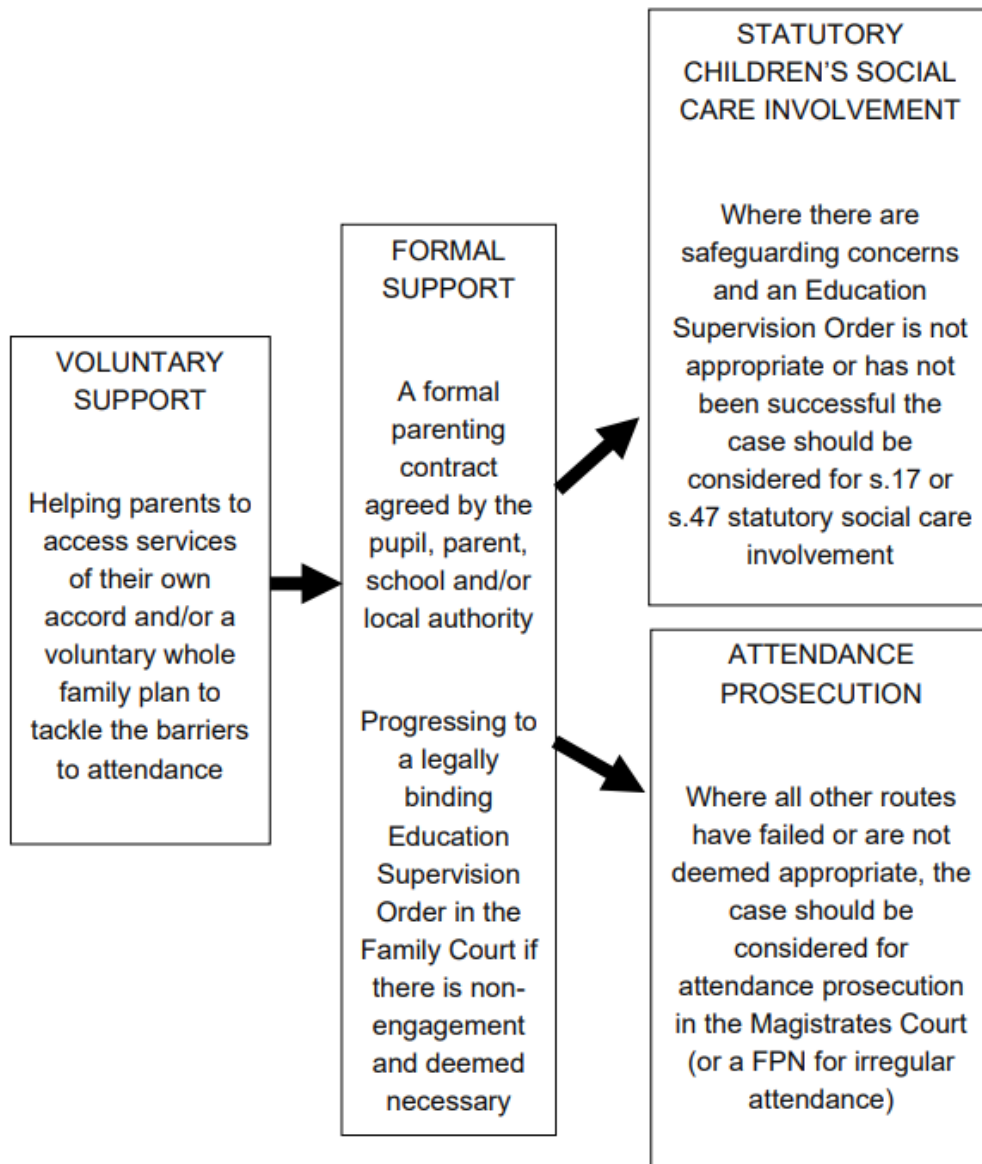 VOLUNTARY
SUPPORT
Helping parents to
access services
of their own
accord and/or a
voluntary whole
family plan to
tackle the barriers
to attendance
FORMAL
SUPPORT
A formal
parenting
contract
agreed by the
pupil, parent,
school and/or
local authority
Progressing to
a legally
binding
Education
Supervision
Order in the
Family Court if
there is non-
engagement
and deemed
necessary
STATUTORY
CHILDREN'S SOCIAL
CARE INVOLVEMENT
Where there are
safeguarding concerns
and an Education
Supervision Order is not
appropriate or has not
been successful the
case should be
considered for s.17 or
s.47 statutory social care
involvement
ATTENDANCE
PROSECUTION
Where all other routes
have failed or are not
deemed appropriate, the
case should be
considered for
attendance prosecution
in the Magistrates Court
(or a FPN for irregular
attendance)